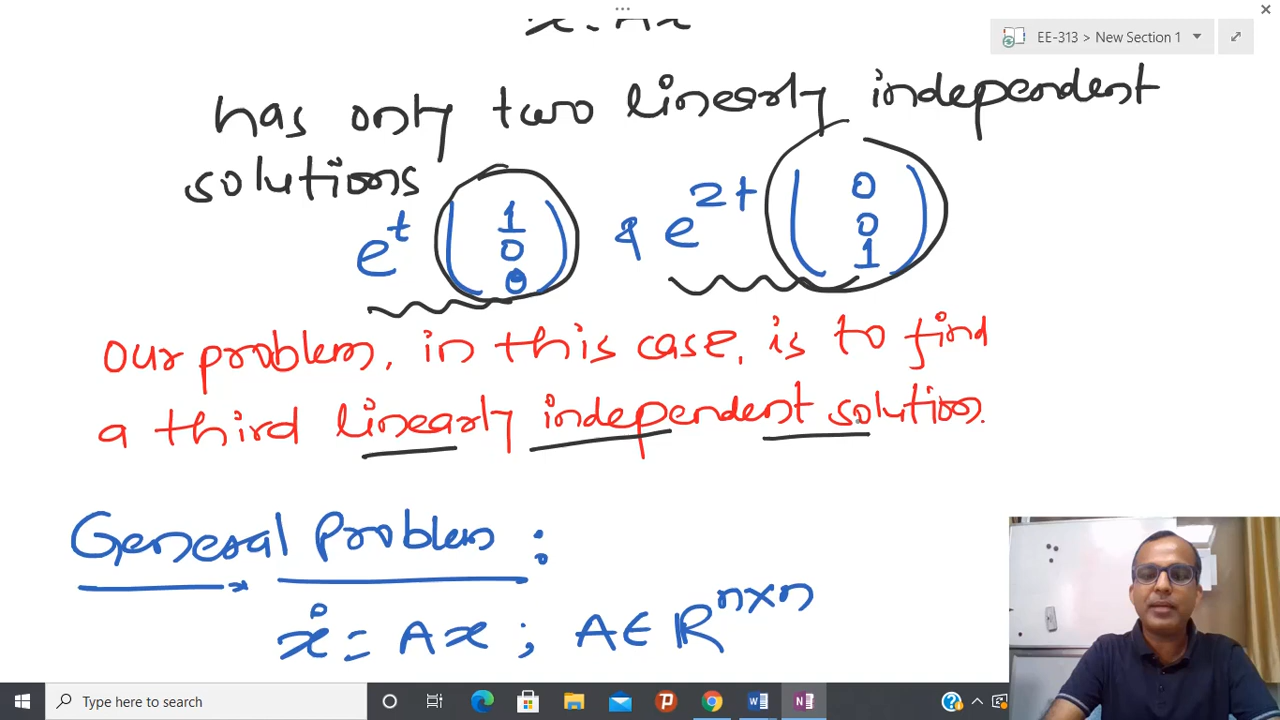 ẋ = Ax
EE-313 > New Section 1
has only two linearly independent
solutions
e^t (1 0 0) & e^2t (0 0 1)
our problem, in this case, is to find
a third linearly independent solution.
General Problem :
ẋ = Ax ; A ∈ ℝ^n×n
Type here to search